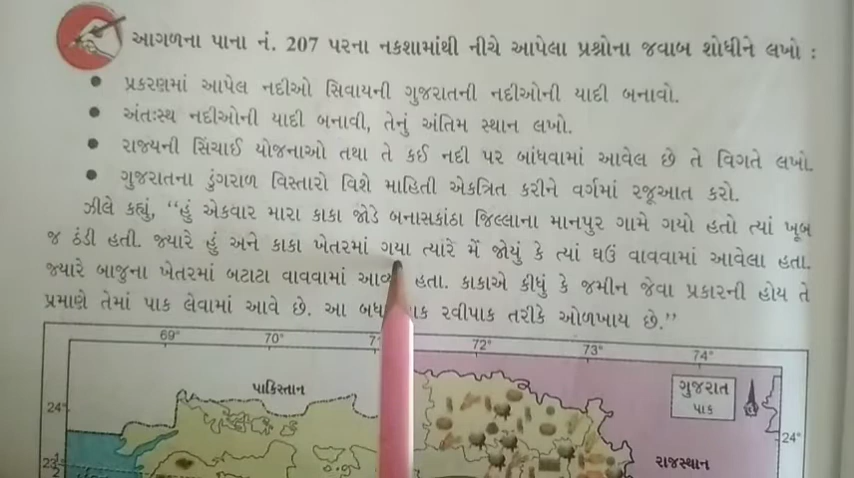 આગળના પાના નં. 207 પરના નકશામાંથી નીચે આપેલા પ્રશ્નોના જવાબ શોધીને લખો :
● પ્રકરણમાં આપેલ નદીઓ સિવાયની ગુજરાતની નદીઓની યાદી બનાવો.
● અંતઃસ્થ નદીઓની યાદી બનાવી, તેનું અંતિમ સ્થાન લખો.
● રાજ્યની સિંચાઈ યોજનાઓ તથા તે કઈ નદી પર બાંધવામાં આવેલ છે તે વિગતે લખો.
● ગુજરાતના ડુંગરાળ વિસ્તારો વિશે માહિતી એકત્રિત કરીને વર્ગમાં રજૂઆત કરો.
ઝીલે કહ્યું, “હું એકવાર મારા કાકા જોડે બનાસકાંઠા જિલ્લાના માનપુર ગામે ગયો હતો ત્યાં ખૂબ
જ ઠંડી હતી. જ્યારે હું અને કાકા ખેતરમાં ગયા ત્યારે મેં જોયું કે ત્યાં ઘઉં વાવવામાં આવેલા હતા.
જ્યારે બાજુના ખેતરમાં બટાટા વાવવામાં હતા. કાકાએ કીધું કે જમીન જેવા પ્રકારની હોય તે
પ્રમાણે તેમાં પાક લેવામાં આવે છે. આ રવીપાક તરીકે ઓળખાય છે.”
69° 70° 72° 73° 74°
પાકિસ્તાન
ગુજરાત
પાક
24° 24°
રાજસ્થાન